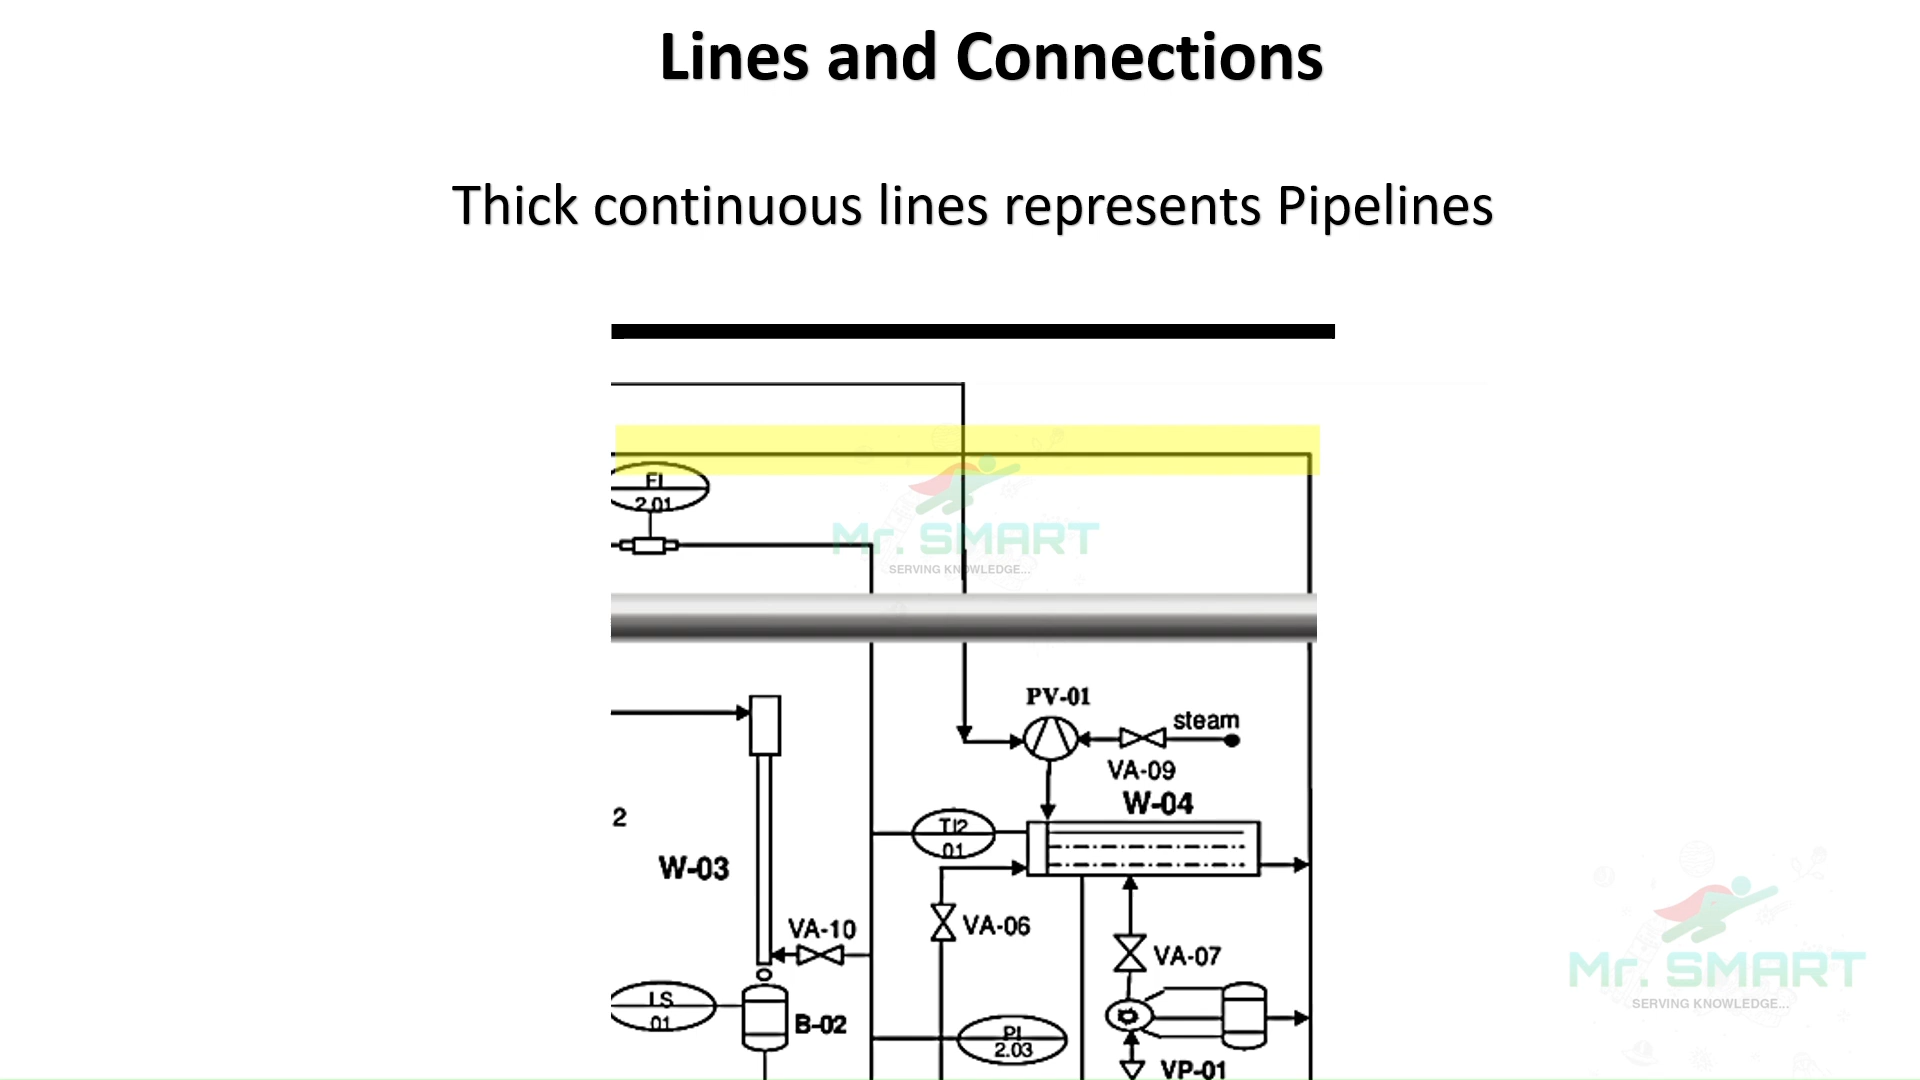 Lines and Connections
Thick continuous lines represents Pipelines
FI
2.01
Mr. SMART
SERVING KNOWLEDGE...
PV-01
steam
VA-09
W-04
TI2
01
2
W-03
VA-10
VA-06
VA-07
LS
01
B-02
PI
2.03
VP-01
Mr. SMART
SERVING KNOWLEDGE...